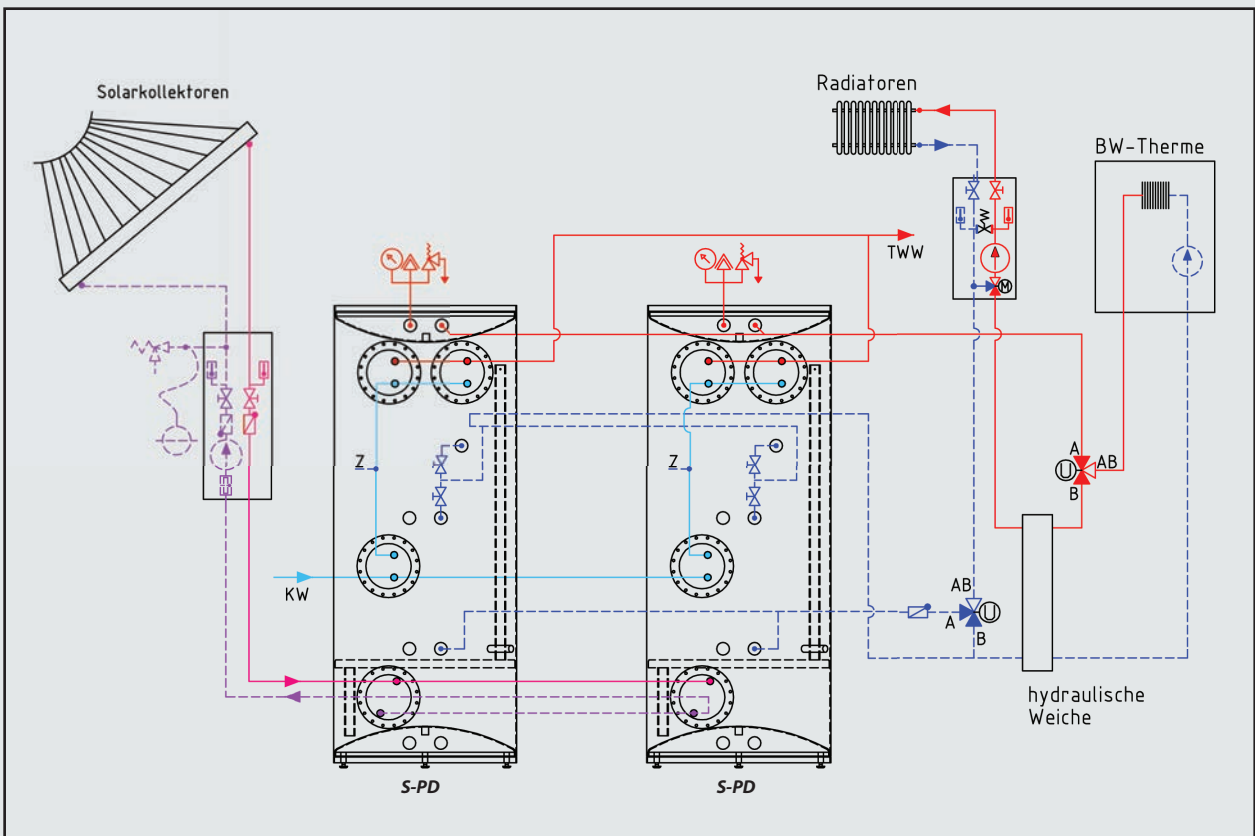 Solarkollektoren
Radiatoren
BW-Therme
TWW
M
W
Z
Z
A
U
AB
B
KW
AB
U
A
B
hydraulische
Weiche
S-PD
S-PD